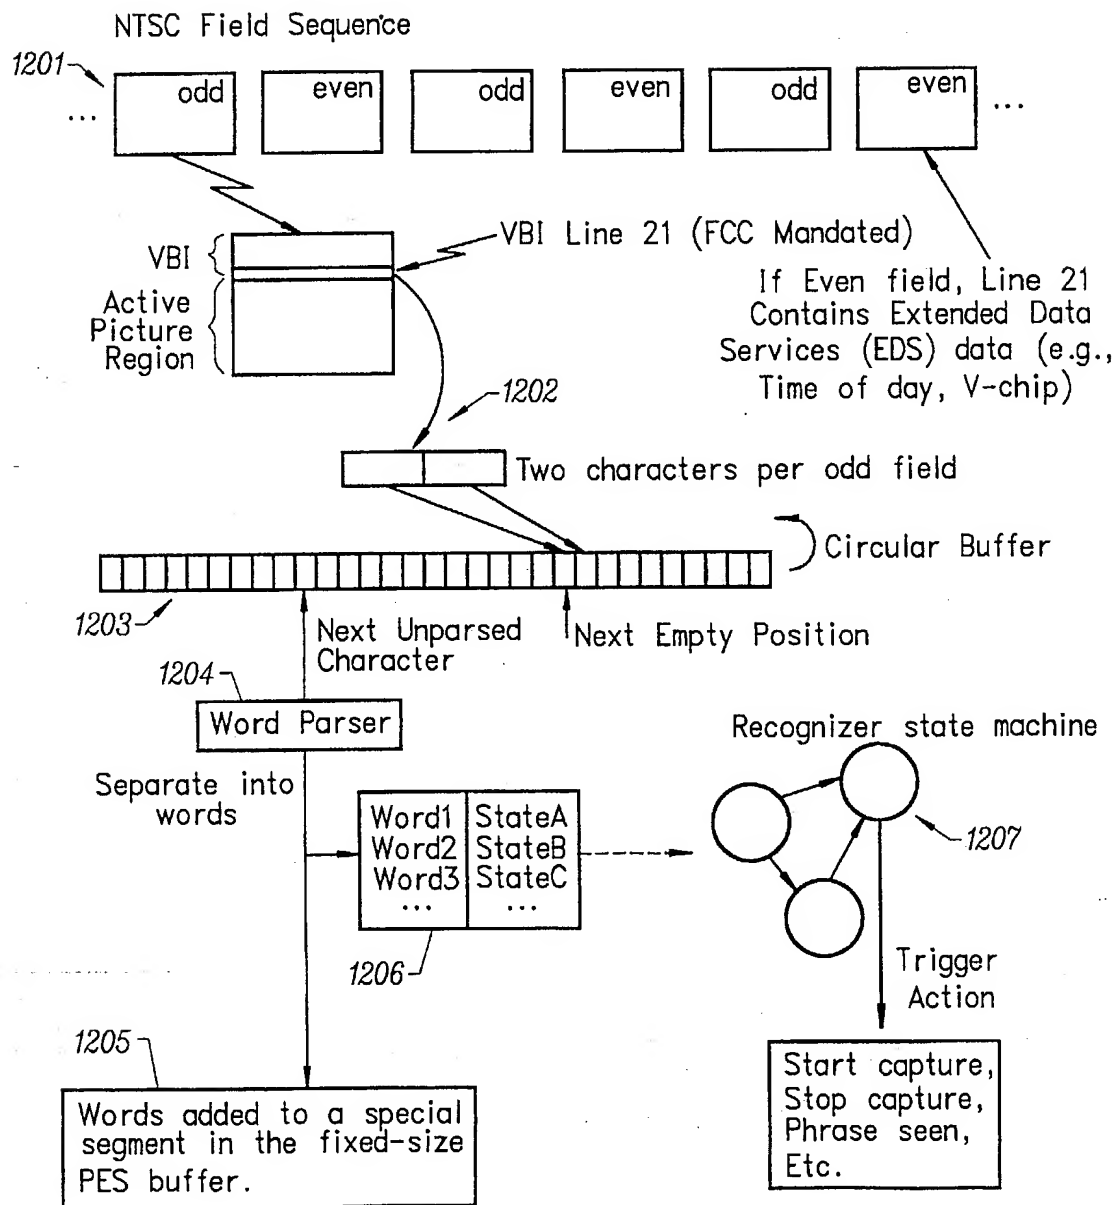 NTSC Field Sequence
1201
... odd even odd even odd even ...
VBI
VBI Line 21 (FCC Mandated)
Active
Picture
Region
If Even field, Line 21
Contains Extended Data
Services (EDS) data (e.g.,
Time of day, V-chip)
1202
Two characters per odd field
Circular Buffer
1203
Next Unparsed
Character
Next Empty Position
1204
Word Parser
Separate into
words
Word1 StateA
Word2 StateB
Word3 StateC
... ...
1206
Recognizer state machine
1207
Trigger
Action
1205
Words added to a special
segment in the fixed-size
PES buffer.
Start capture,
Stop capture,
Phrase seen,
Etc.